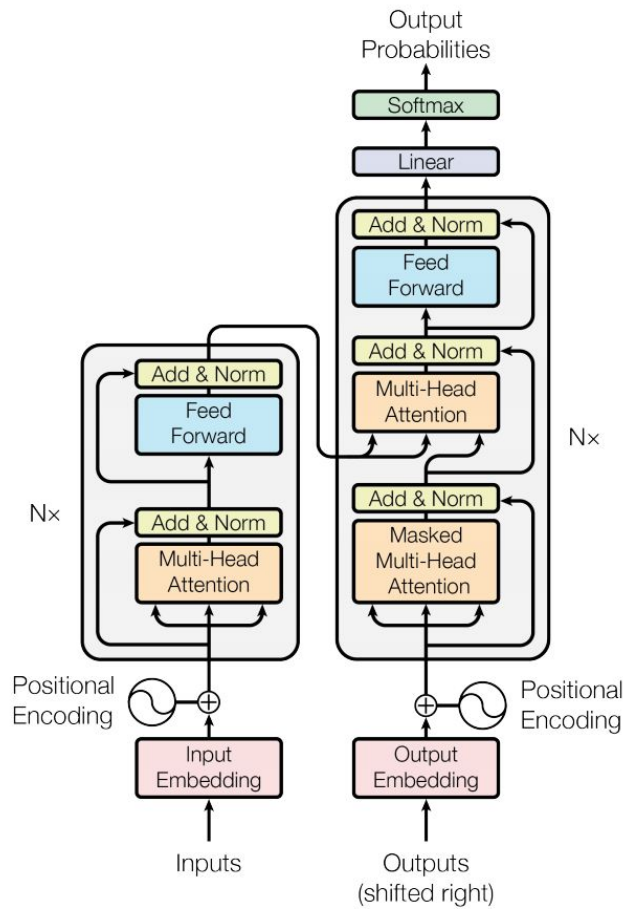 Output
Probabilities
Softmax
Linear
Add & Norm
Feed
Forward
Add & Norm
Multi-Head
Attention
Add & Norm
Masked
Multi-Head
Attention
N×
Add & Norm
Feed
Forward
Add & Norm
Multi-Head
Attention
N×
Positional
Encoding
Positional
Encoding
Input
Embedding
Output
Embedding
Inputs
Outputs
(shifted right)